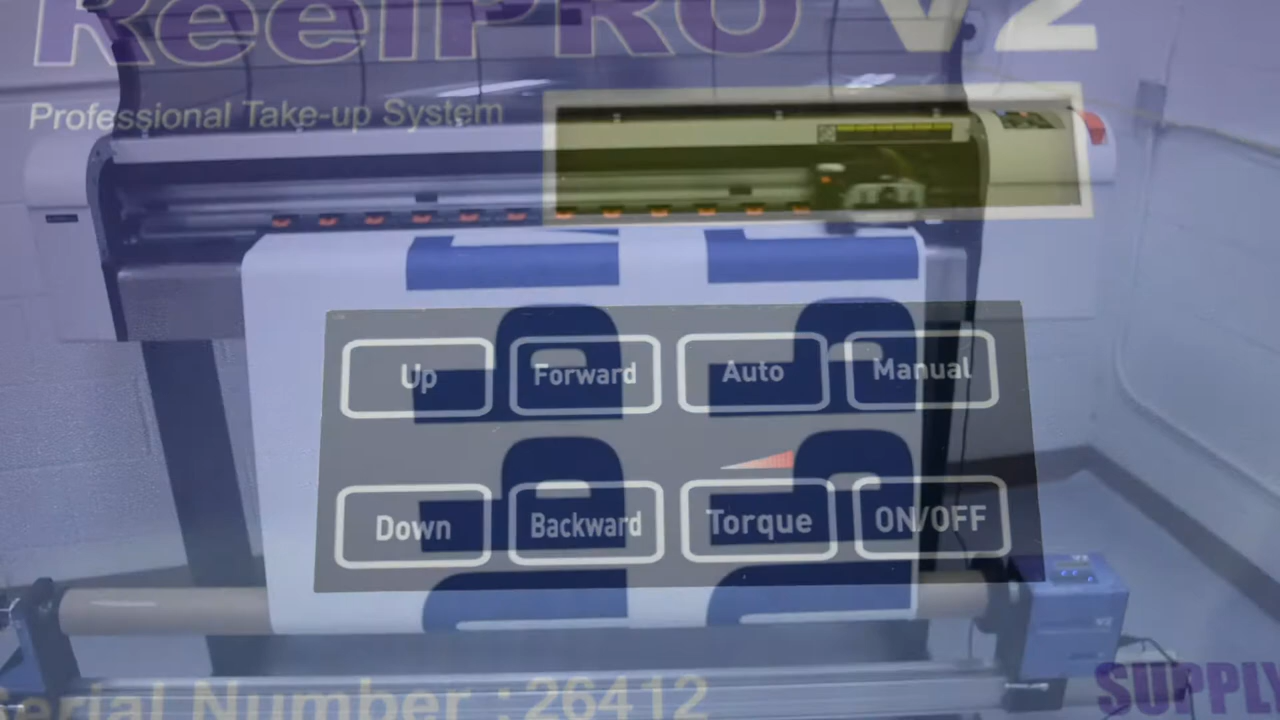 ReelPRO V2
Professional Take-up System
Up Forward Auto Manual
Down Backward Torque ON/OFF
Serial Number : 26412
SUPPLY